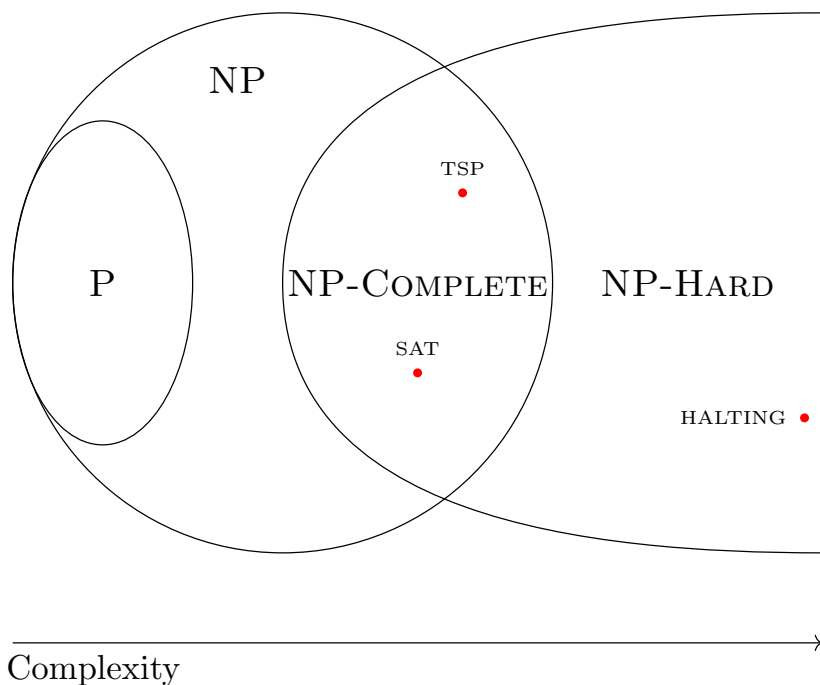 NP
TSP
P
NP-COMPLETE
NP-HARD
SAT
HALTING
Complexity